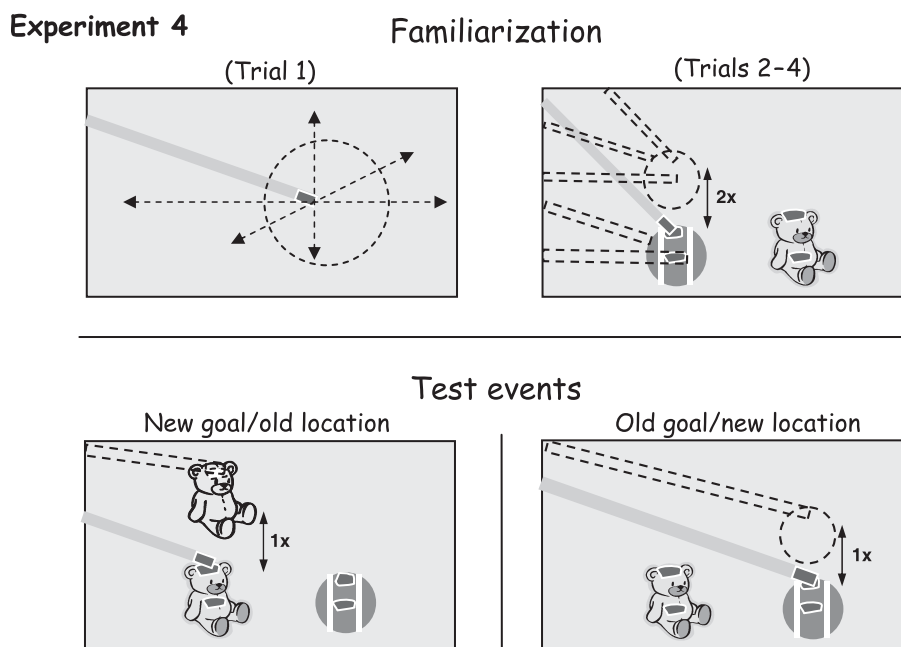 Experiment 4
Familiarization
(Trial 1)
(Trials 2–4)
2x
Test events
New goal/old location
Old goal/new location
1x
1x